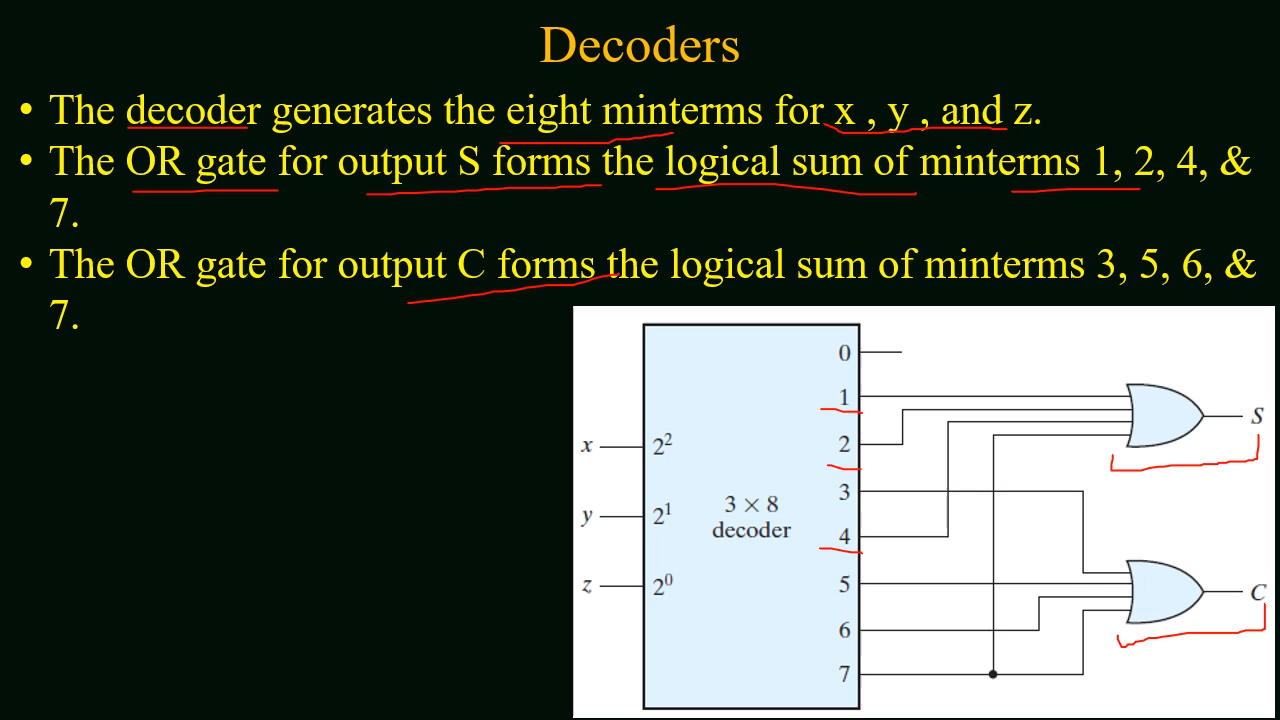 Decoders
• The decoder generates the eight minterms for x , y , and z.
• The OR gate for output S forms the logical sum of minterms 1, 2, 4, &
7.
• The OR gate for output C forms the logical sum of minterms 3, 5, 6, &
7.
0
1
S
x 2² 2
3
y 2¹ 3 × 8
decoder
4
z 2⁰ 5
C
6
7